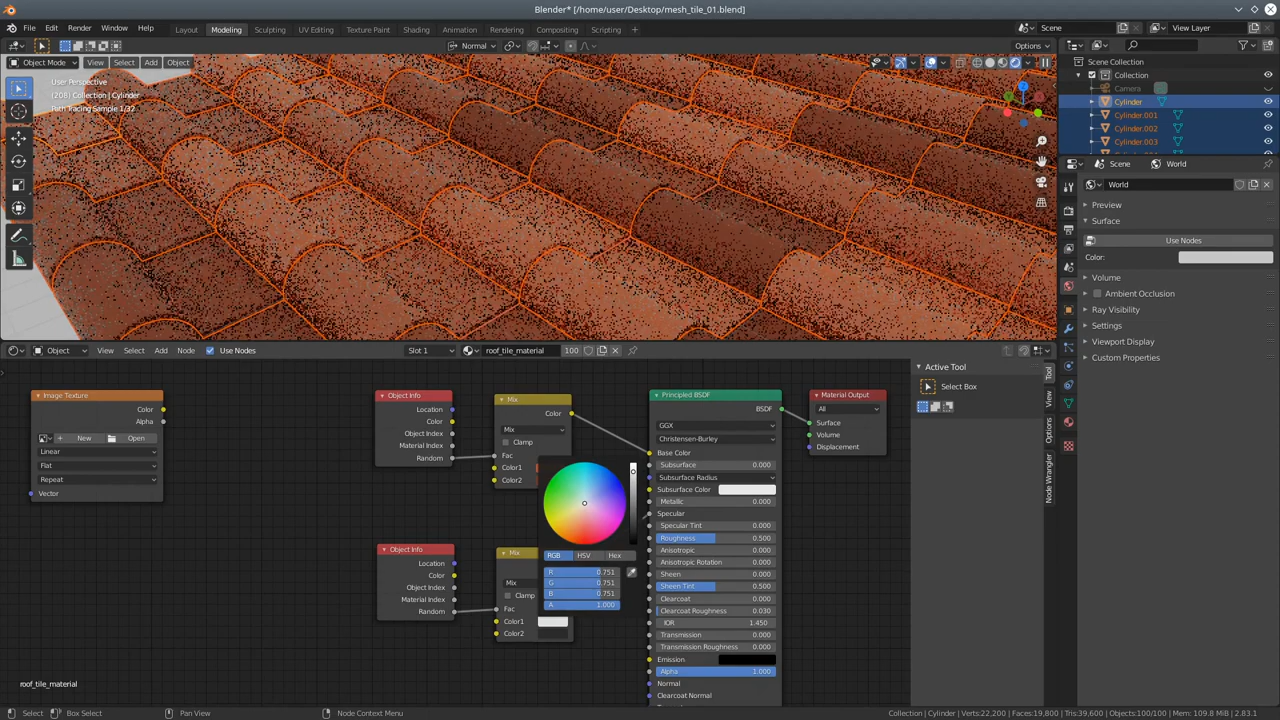 Blender* [/home/user/Desktop/mesh_tile_01.blend]
File Edit Render Window Help Layout Modeling Sculpting UV Editing Texture Paint Shading Animation Rendering Compositing Scripting + Scene View Layer
Normal Options
Object Mode View Select Add Object
User Perspective
(208) Collection | Cylinder
Path Tracing Sample 1/32
Scene Collection
Collection
Camera
Cylinder
Cylinder.001
Cylinder.002
Cylinder.003
Scene World
World
Preview
Surface
Use Nodes
Color:
Volume
Ambient Occlusion
Ray Visibility
Settings
Viewport Display
Custom Properties
Object View Select Add Node Use Nodes Slot 1 roof_tile_material 100
Image Texture
Color
Alpha
New Open
Linear
Flat
Repeat
Vector
Object Info
Location
Color
Object Index
Material Index
Random
Mix
Color
Mix
Clamp
Fac
Color1
Color2
Object Info
Location
Color
Object Index
Material Index
Random
Mix
Mix
Clamp
Fac
Color1
Color2
RGB HSV Hex
R 0.751
G 0.751
B 0.751
A 1.000
Principled BSDF
BSDF
GGX
Christensen-Burley
Base Color
Subsurface 0.000
Subsurface Radius
Subsurface Color
Metallic 0.000
Specular
Specular Tint 0.000
Roughness 0.500
Anisotropic 0.000
Anisotropic Rotation 0.000
Sheen 0.000
Sheen Tint 0.500
Clearcoat 0.000
Clearcoat Roughness 0.030
IOR 1.450
Transmission 0.000
Transmission Roughness 0.000
Emission
Alpha 1.000
Normal
Clearcoat Normal
Material Output
All
Surface
Volume
Displacement
Active Tool
Select Box
Tool
View
Options
Node Wrangler
roof_tile_material
Select Box Select Pan View Node Context Menu Collection | Cylinder | Verts:22,200 | Faces:19,800 | Tris:39,600 | Objects:100/100 | Mem: 109.8 MiB | 2.83.1